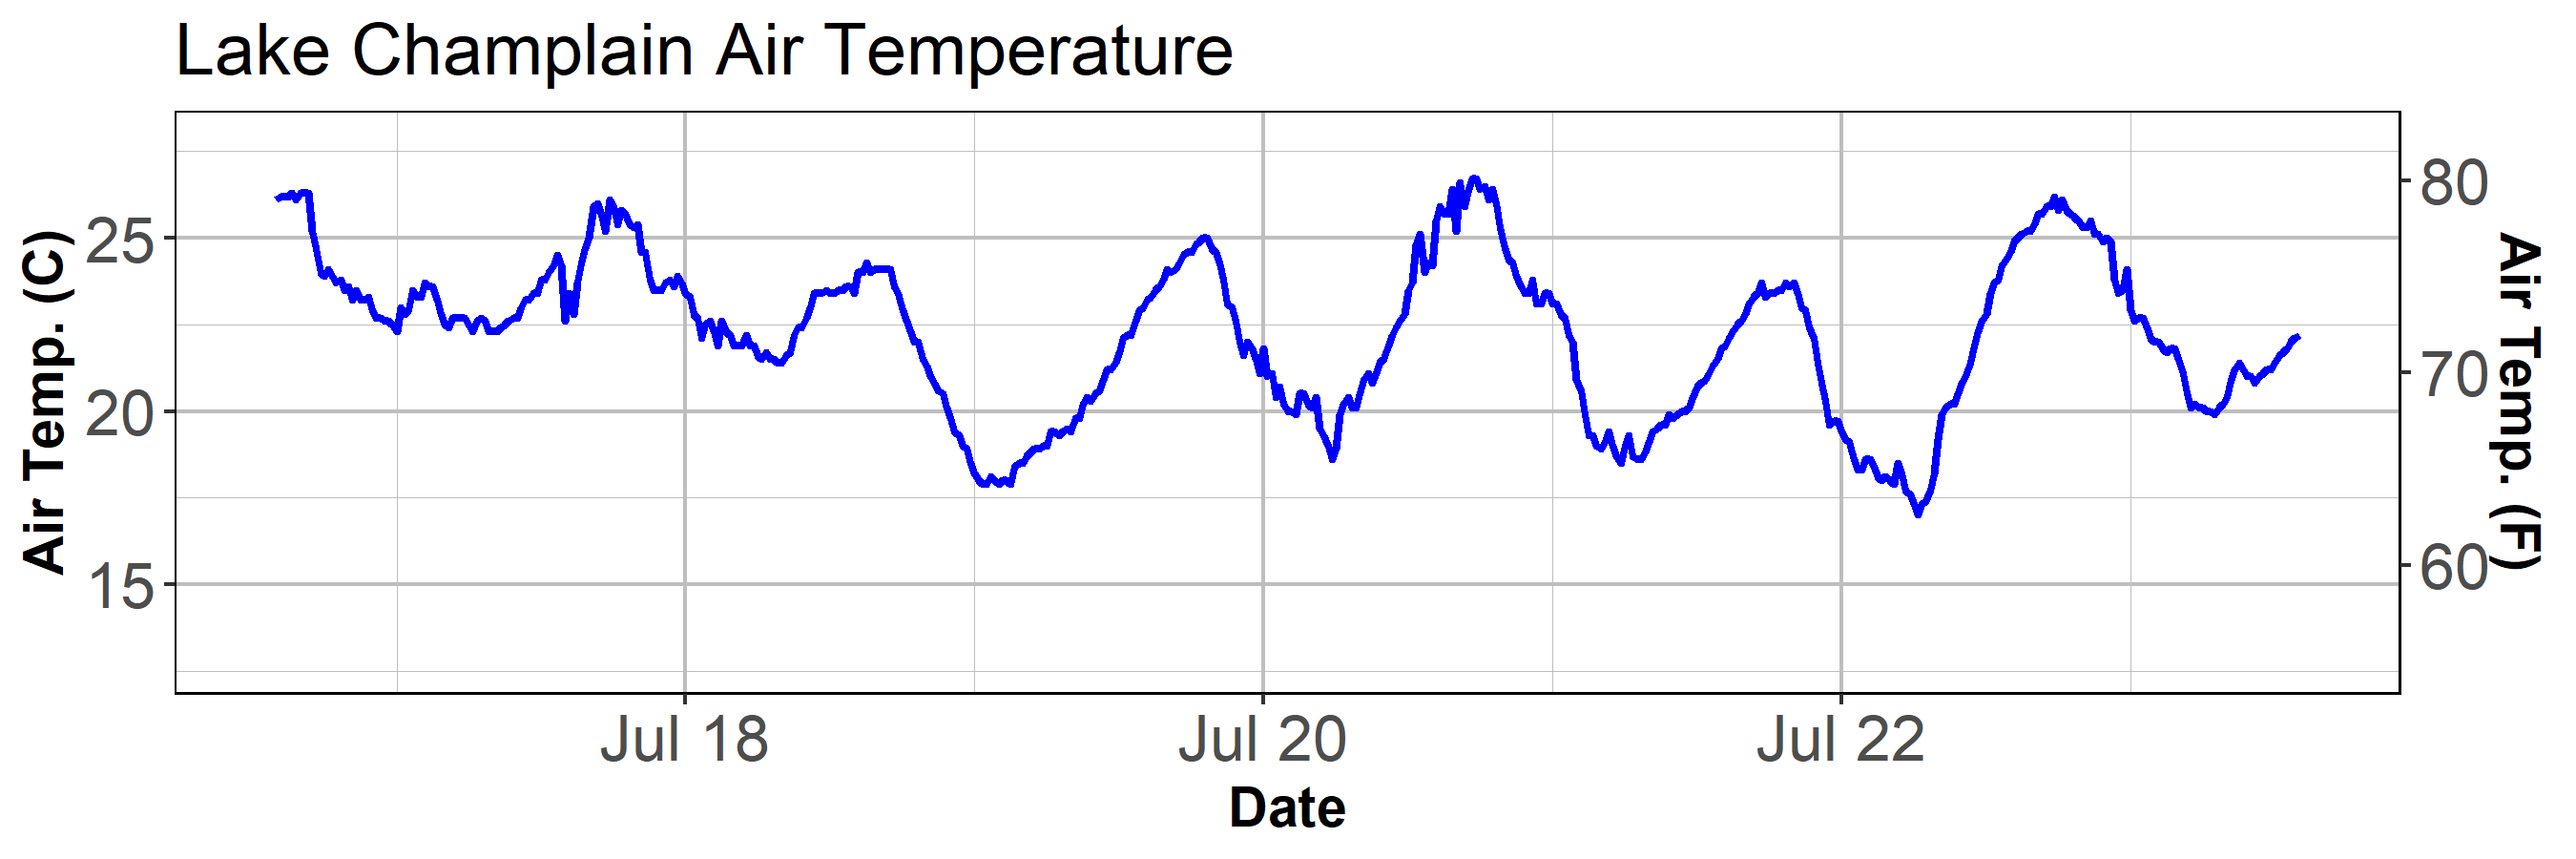 Lake Champlain Air Temperature
Air Temp. (C)
25
20
15
80
70
60
Air Temp. (F)
Jul 18
Jul 20
Jul 22
Date